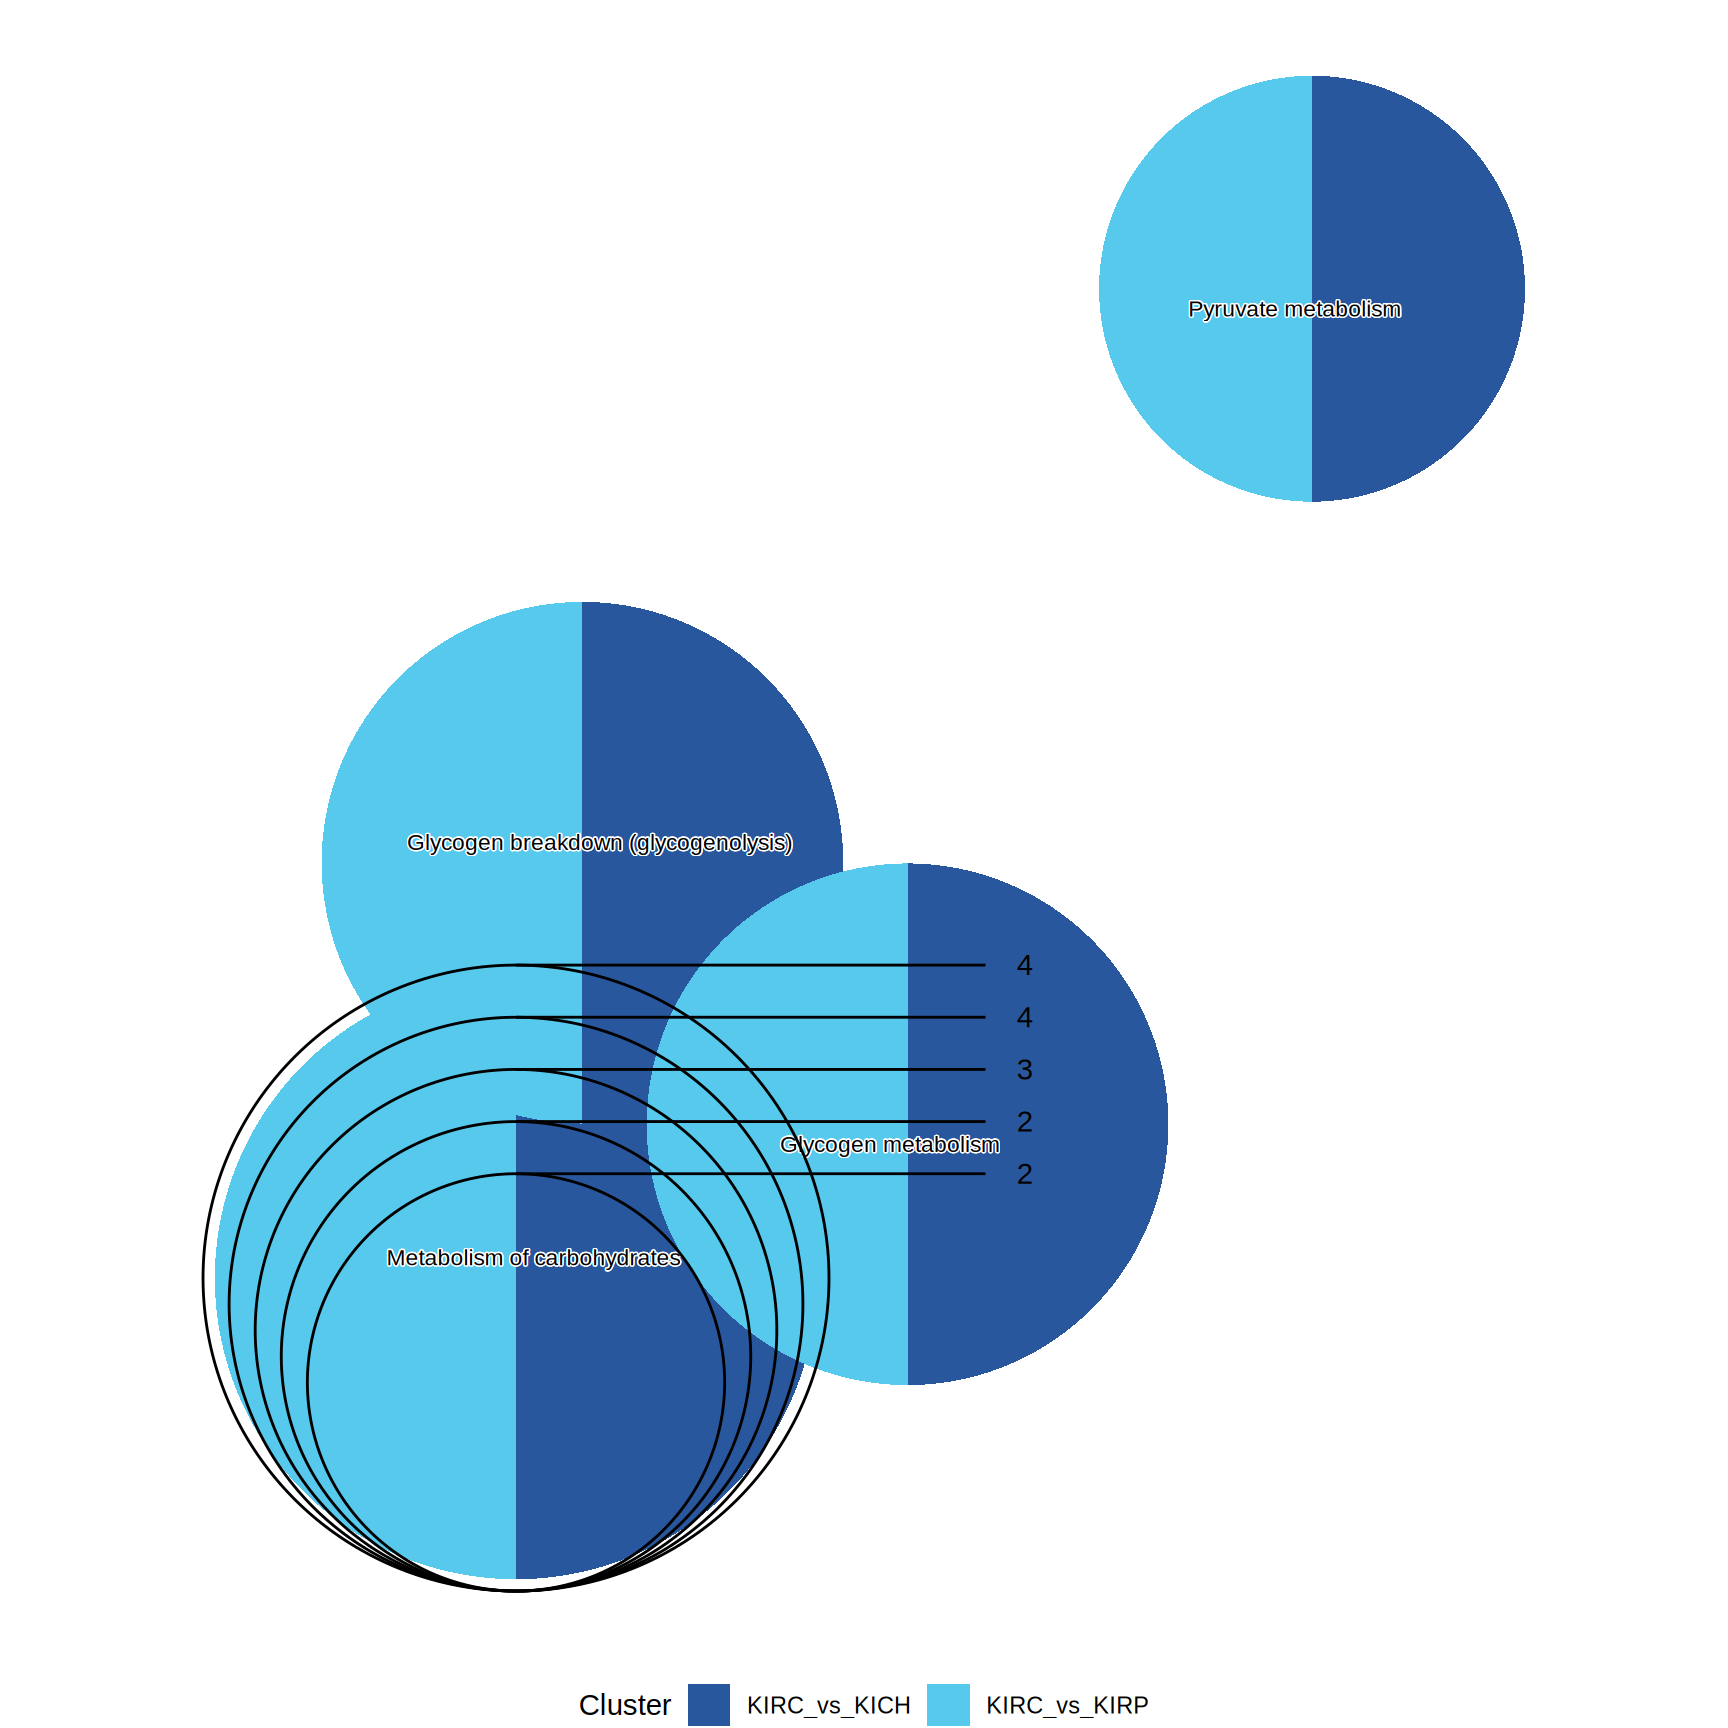 Pyruvate metabolism
Glycogen breakdown (glycogenolysis)
4
4
3
2
Glycogen metabolism
2
Metabolism of carbohydrates
Cluster KIRC_vs_KICH KIRC_vs_KIRP